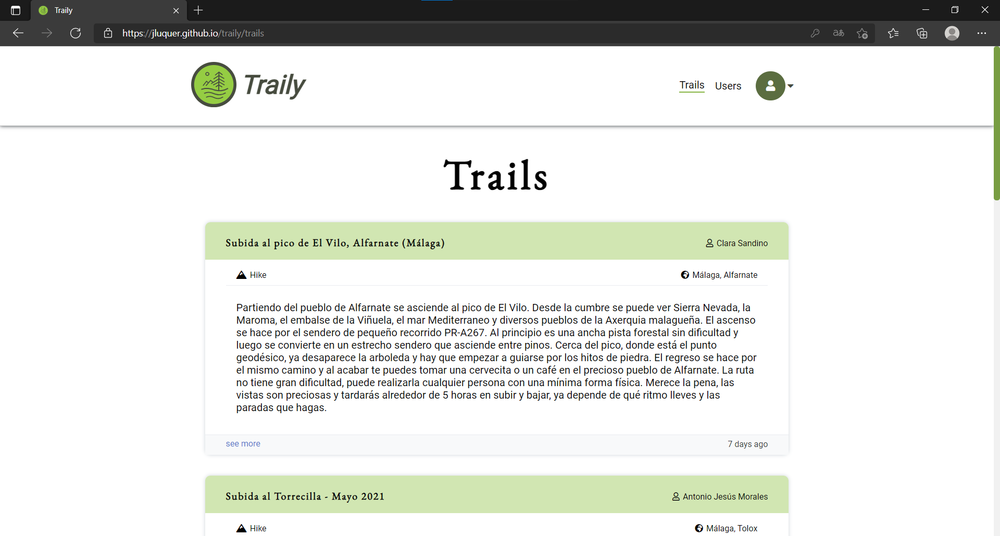 Traily
https://jluquer.github.io/traily/trails
aあ
Traily
Trails
Users
Trails
Subida al pico de El Vilo, Alfarnate (Málaga)
Clara Sandino
Hike
Málaga, Alfarnate
Partiendo del pueblo de Alfarnate se asciende al pico de El Vilo. Desde la cumbre se puede ver Sierra Nevada, la
Maroma, el embalse de la Viñuela, el mar Mediterraneo y diversos pueblos de la Axerquia malagueña. El ascenso
se hace por el sendero de pequeño recorrido PR-A267. Al principio es una ancha pista forestal sin dificultad y
luego se convierte en un estrecho sendero que asciende entre pinos. Cerca del pico, donde está el punto
geodésico, ya desaparece la arboleda y hay que empezar a guiarse por los hitos de piedra. El regreso se hace por
el mismo camino y al acabar te puedes tomar una cervecita o un café en el precioso pueblo de Alfarnate. La ruta
no tiene gran dificultad, puede realizarla cualquier persona con una mínima forma física. Merece la pena, las
vistas son preciosas y tardarás alrededor de 5 horas en subir y bajar, ya depende de qué ritmo lleves y las
paradas que hagas.
see more
7 days ago
Subida al Torrecilla - Mayo 2021
Antonio Jesús Morales
Hike
Málaga, Tolox